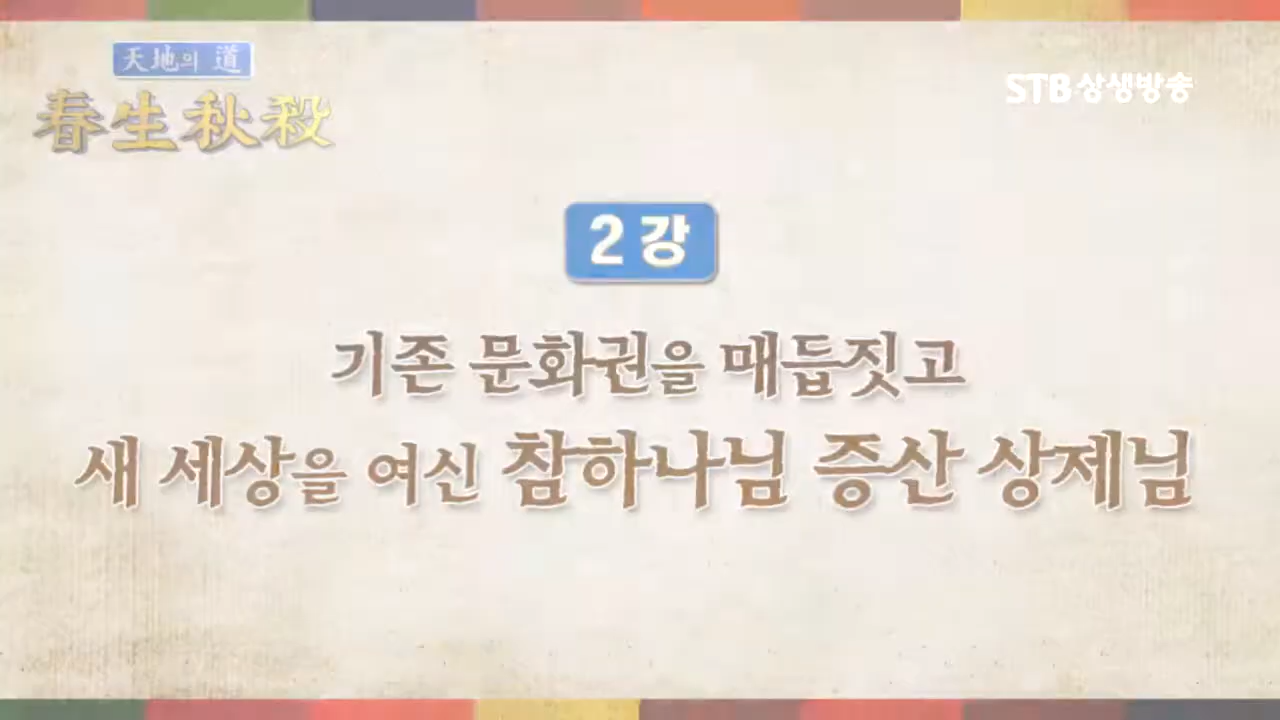 天地의 道
春生秋殺
STB상생방송
2강
기존 문화권을 매듭짓고
새 세상을 여신 참하나님 증산 상제님